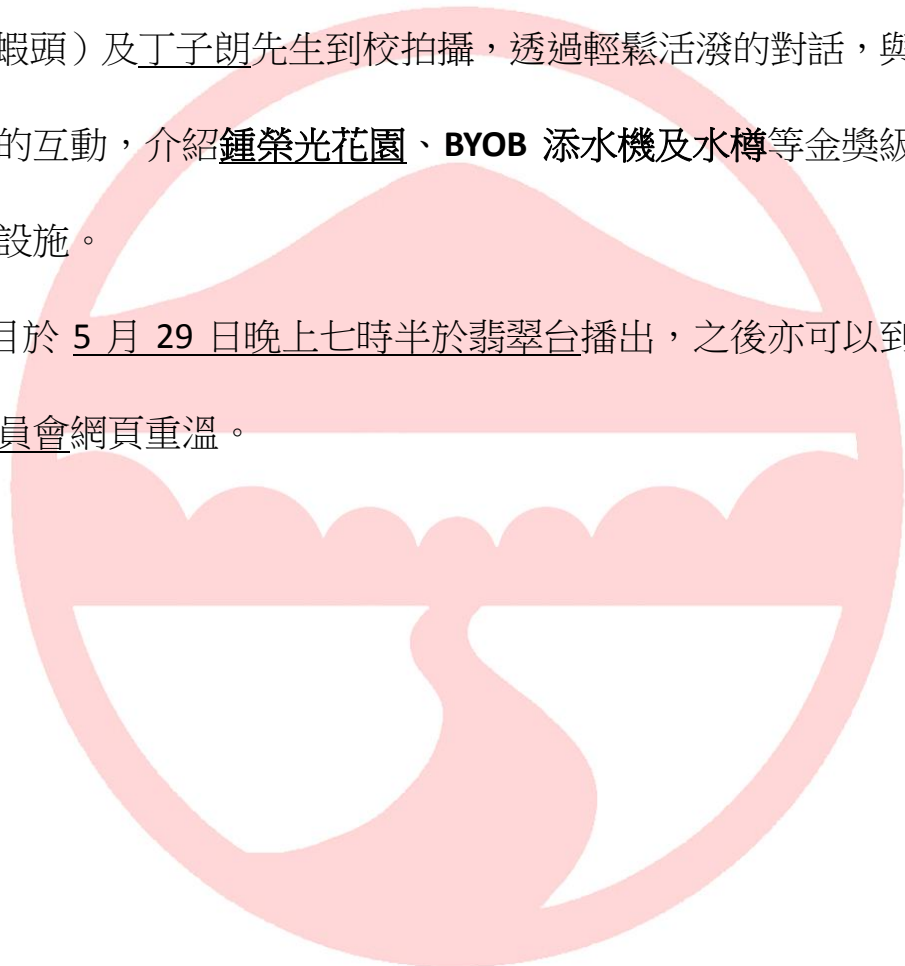 蝦頭）及丁子朗先生到校拍攝，透過輕鬆活潑的對話，與
的互動，介紹鍾榮光花園、BYOB 添水機及水樽等金獎級
設施。
目於 5 月 29 日晚上七時半於翡翠台播出，之後亦可以到
員會網頁重溫。